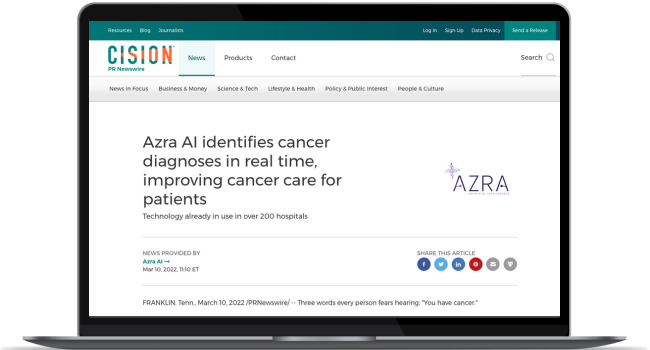 Resources Blog Journalists Log In Sign Up Data Privacy Send a Release
CISION
PR Newswire
News Products Contact Search
News in Focus Business & Money Science & Tech Lifestyle & Health Policy & Public Interest People & Culture
Azra AI identifies cancer
diagnoses in real time,
improving cancer care for
patients
AZRA
Technology already in use in over 200 hospitals
NEWS PROVIDED BY
Azra AI
Mar 10, 2022, 11:10 ET
SHARE THIS ARTICLE
FRANKLIN, Tenn., March 10, 2022 /PRNewswire/ -- Three words every person fears hearing: "You have cancer."